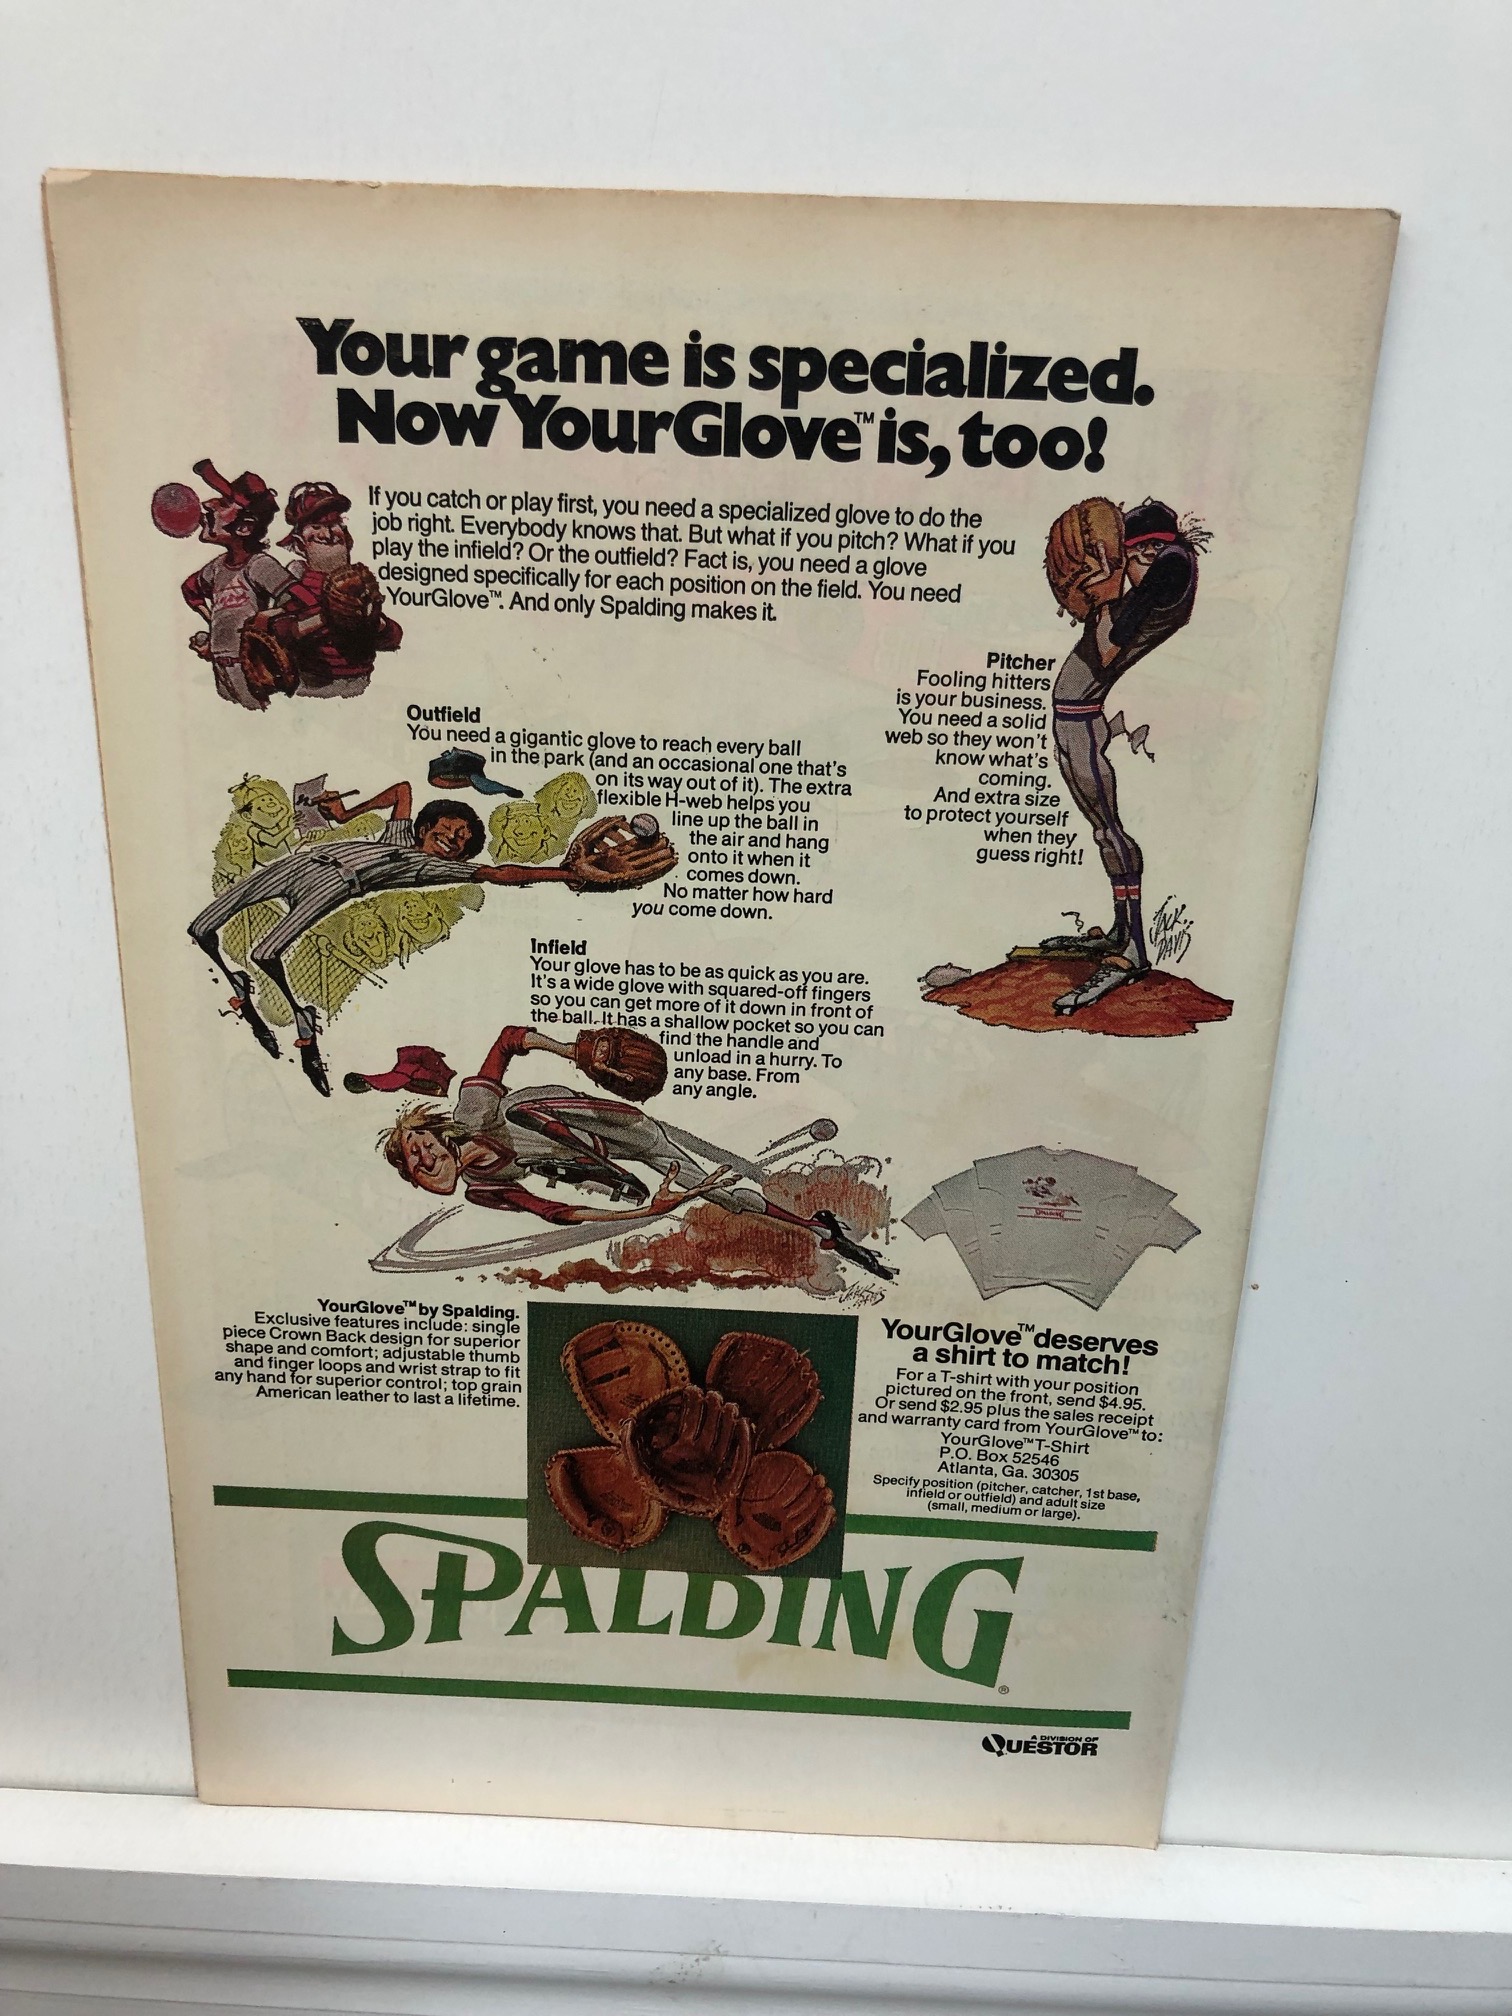 Your game is specialized.
Now YourGlove™ is, too!
If you catch or play first, you need a specialized glove to do the
job right. Everybody knows that. But what if you pitch? What if you
play the infield? Or the outfield? Fact is, you need a glove
designed specifically for each position on the field. You need
YourGlove™. And only Spalding makes it.
Pitcher
Fooling hitters
is your business.
You need a solid
web so they won't
know what's
coming.
And extra size
to protect yourself
when they
guess right!
JACK DAVIS
Outfield
You need a gigantic glove to reach every ball
in the park (and an occasional one that's
on its way out of it). The extra
flexible H-web helps you
line up the ball in
the air and hang
onto it when it
comes down.
No matter how hard
you come down.
Infield
Your glove has to be as quick as you are.
It's a wide glove with squared-off fingers
so you can get more of it down in front of
the ball. It has a shallow pocket so you can
find the handle and
unload in a hurry. To
any base. From
any angle.
JACK DAVIS
SPALDING
YourGlove™ by Spalding.
Exclusive features include: single
piece Crown Back design for superior
shape and comfort; adjustable thumb
and finger loops and wrist strap to fit
any hand for superior control; top grain
American leather to last a lifetime.
YourGlove™ deserves
a shirt to match!
For a T-shirt with your position
pictured on the front, send $4.95.
Or send $2.95 plus the sales receipt
and warranty card from YourGlove™ to:
YourGlove™ T-Shirt
P.O. Box 52546
Atlanta, Ga. 30305
Specify position (pitcher, catcher, 1st base,
infield or outfield) and adult size
(small, medium or large).
SPALDING®
A DIVISION OF
QUESTOR